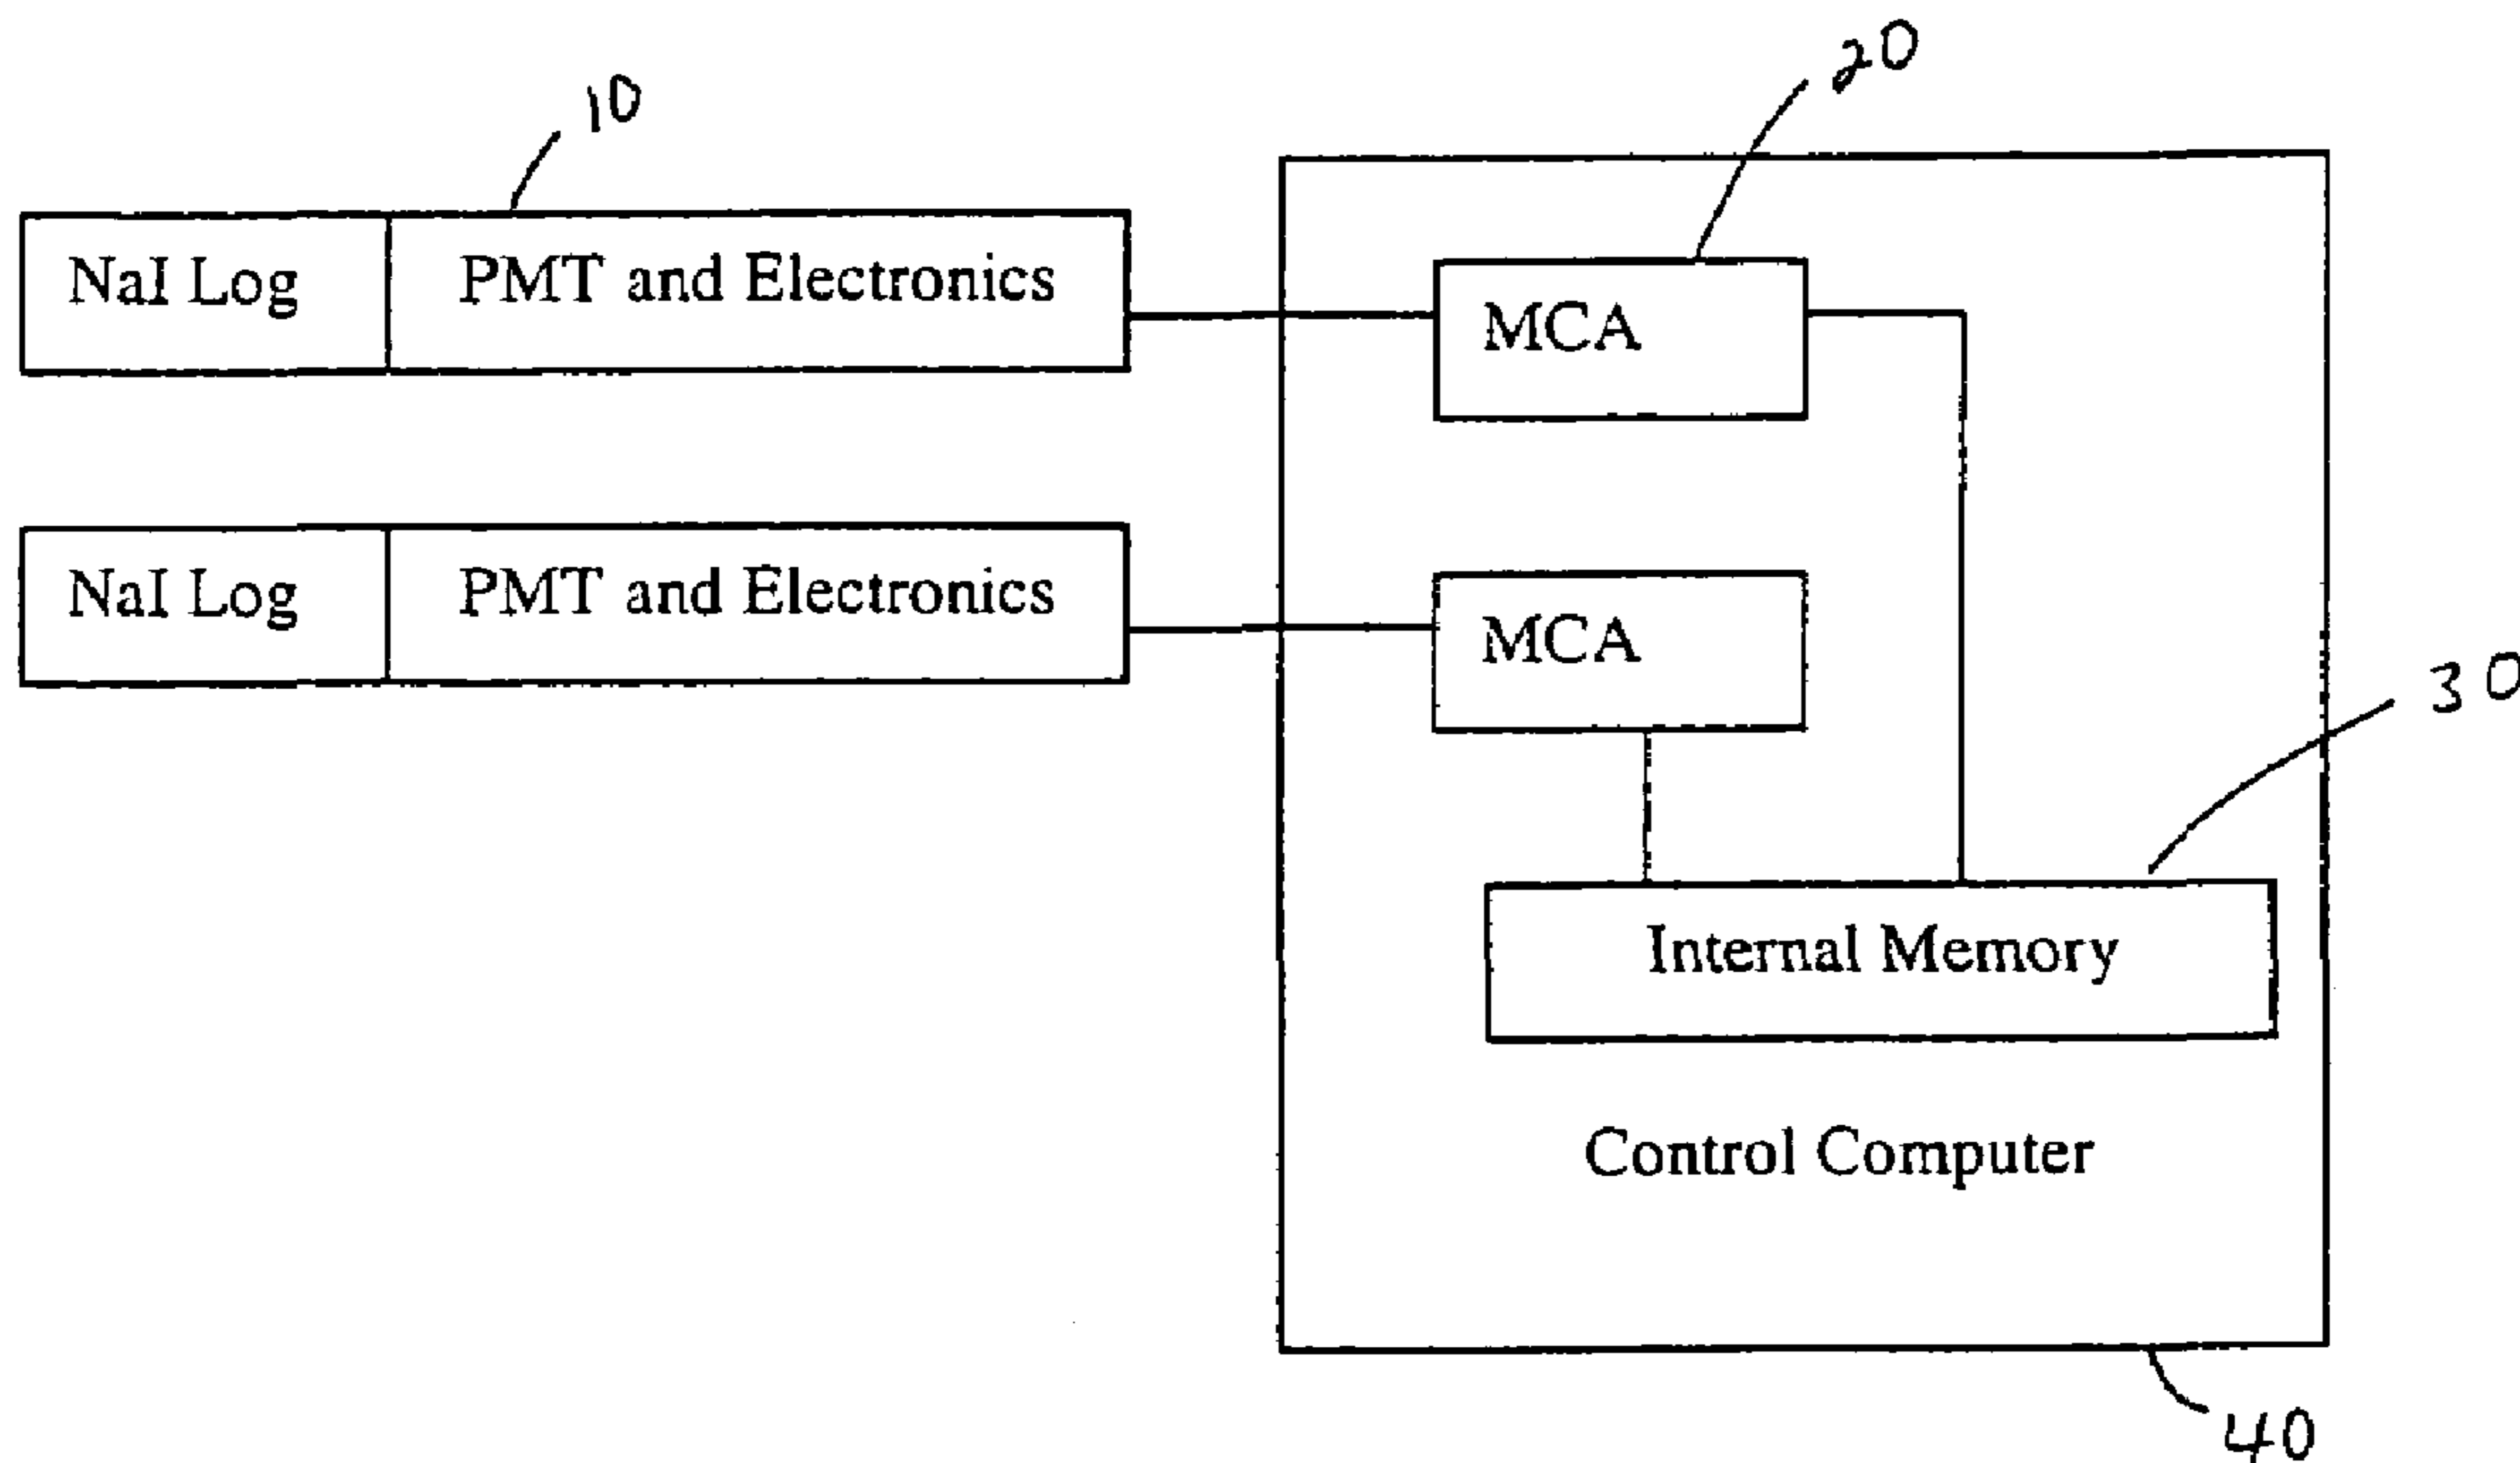 10
20
NaI Log PMT and Electronics
MCA
NaI Log PMT and Electronics
MCA
30
Internal Memory
Control Computer
40